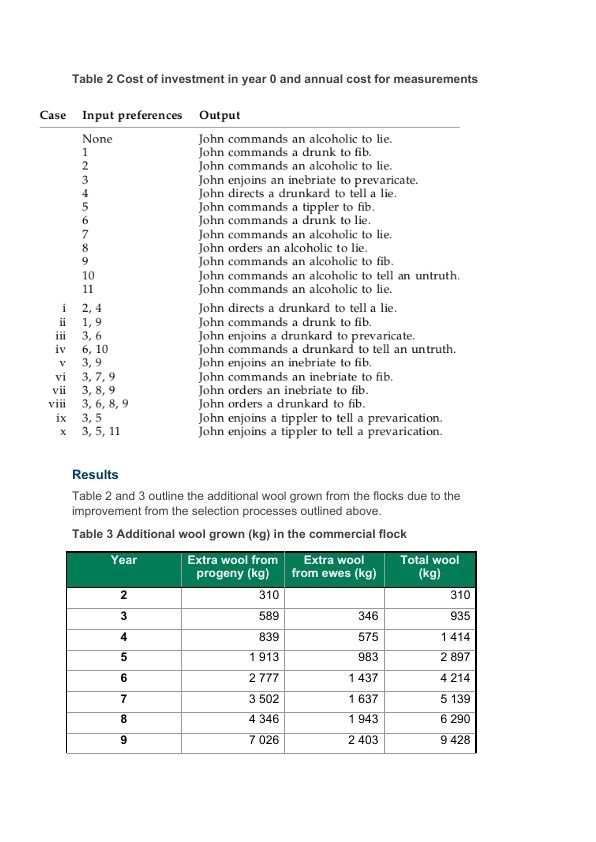 Table 2 Cost of investment in year 0 and annual cost for measurements
Case Input preferences Output
None John commands an alcoholic to lie.
1 John commands a drunk to fib.
2 John commands an alcoholic to lie.
3 John enjoins an inebriate to prevaricate.
4 John directs a drunkard to tell a lie.
5 John commands a tippler to fib.
6 John commands a drunk to lie.
7 John commands an alcoholic to lie.
8 John orders an alcoholic to lie.
9 John commands an alcoholic to fib.
10 John commands an alcoholic to tell an untruth.
11 John commands an alcoholic to lie.
i 2, 4 John directs a drunkard to tell a lie.
ii 1, 9 John commands a drunk to fib.
iii 3, 6 John enjoins a drunkard to prevaricate.
iv 6, 10 John commands a drunkard to tell an untruth.
v 3, 9 John enjoins an inebriate to fib.
vi 3, 7, 9 John commands an inebriate to fib.
vii 3, 8, 9 John orders an inebriate to fib.
viii 3, 6, 8, 9 John orders a drunkard to fib.
ix 3, 5 John enjoins a tippler to tell a prevarication.
x 3, 5, 11 John enjoins a tippler to tell a prevarication.
Results
Table 2 and 3 outline the additional wool grown from the flocks due to the
improvement from the selection processes outlined above.
Table 3 Additional wool grown (kg) in the commercial flock
Year Extra wool from Extra wool Total wool
progeny (kg) from ewes (kg) (kg)
2 310 310
3 589 346 935
4 839 575 1 414
5 1 913 983 2 897
6 2 777 1 437 4 214
7 3 502 1 637 5 139
8 4 346 1 943 6 290
9 7 026 2 403 9 428